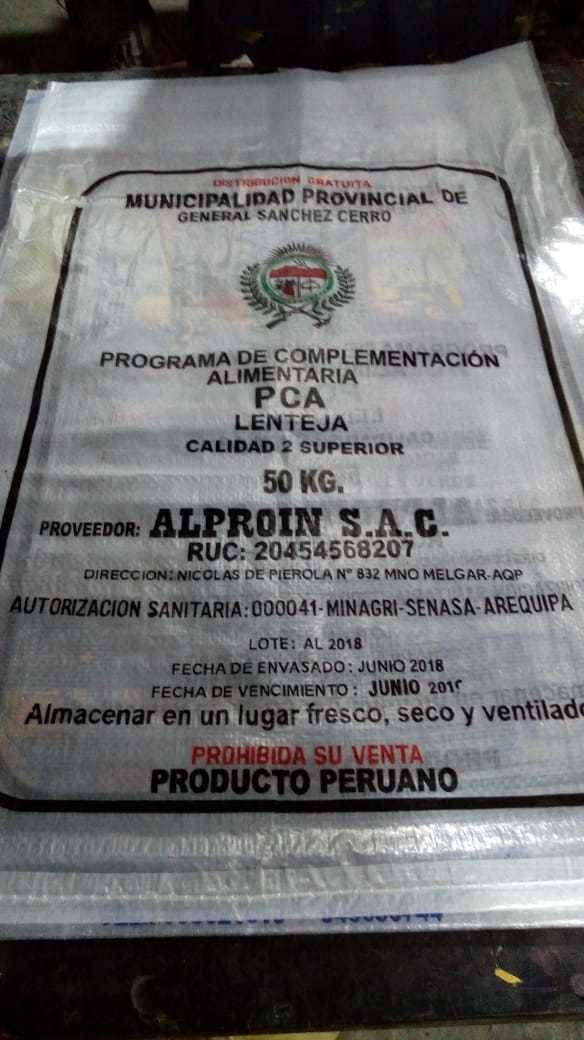 DISTRIBUCION GRATUITA
MUNICIPALIDAD PROVINCIAL DE
GENERAL SANCHEZ CERRO
PROGRAMA DE COMPLEMENTACIÓN
ALIMENTARIA
PCA
LENTEJA
CALIDAD 2 SUPERIOR
50 KG.
PROVEEDOR: ALPROIN S.A.C.
RUC: 20454568207
DIRECCION: NICOLAS DE PIEROLA Nº 832 MNO MELGAR-AQP
AUTORIZACION SANITARIA: 000041-MINAGRI-SENASA-AREQUIPA
LOTE: AL 2018
FECHA DE ENVASADO: JUNIO 2018
FECHA DE VENCIMIENTO: JUNIO
Almacenar en un lugar fresco, seco y ventilado
PROHIBIDA SU VENTA
PRODUCTO PERUANO